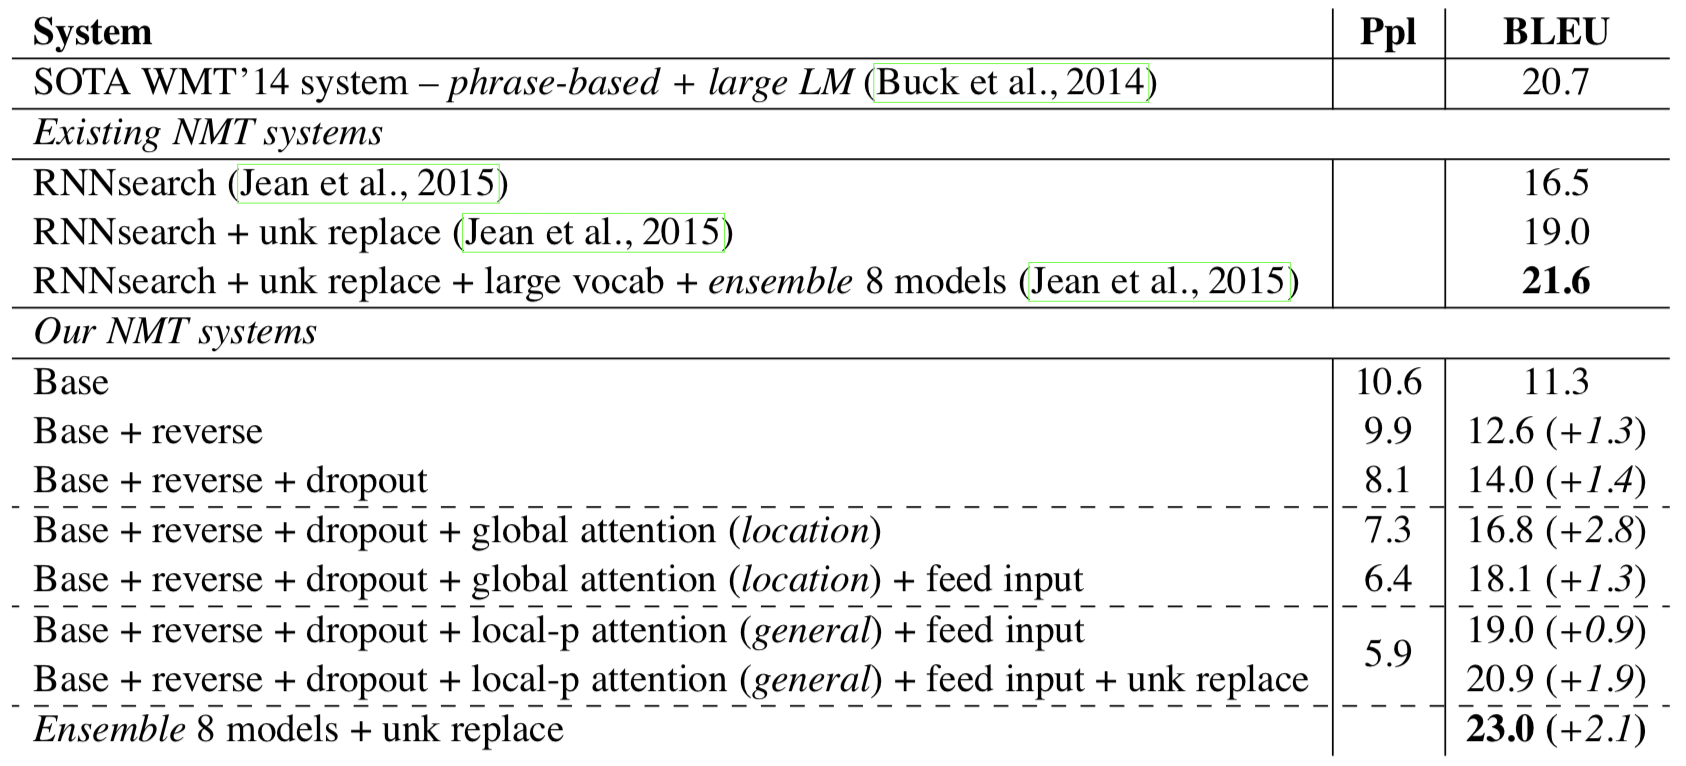 System Ppl BLEU
SOTA WMT’14 system – phrase-based + large LM (Buck et al., 2014) 20.7
Existing NMT systems
RNNsearch (Jean et al., 2015) 16.5
RNNsearch + unk replace (Jean et al., 2015) 19.0
RNNsearch + unk replace + large vocab + ensemble 8 models (Jean et al., 2015) 21.6
Our NMT systems
Base 10.6 11.3
Base + reverse 9.9 12.6 (+1.3)
Base + reverse + dropout 8.1 14.0 (+1.4)
Base + reverse + dropout + global attention (location) 7.3 16.8 (+2.8)
Base + reverse + dropout + global attention (location) + feed input 6.4 18.1 (+1.3)
Base + reverse + dropout + local-p attention (general) + feed input 5.9 19.0 (+0.9)
Base + reverse + dropout + local-p attention (general) + feed input + unk replace 20.9 (+1.9)
Ensemble 8 models + unk replace 23.0 (+2.1)